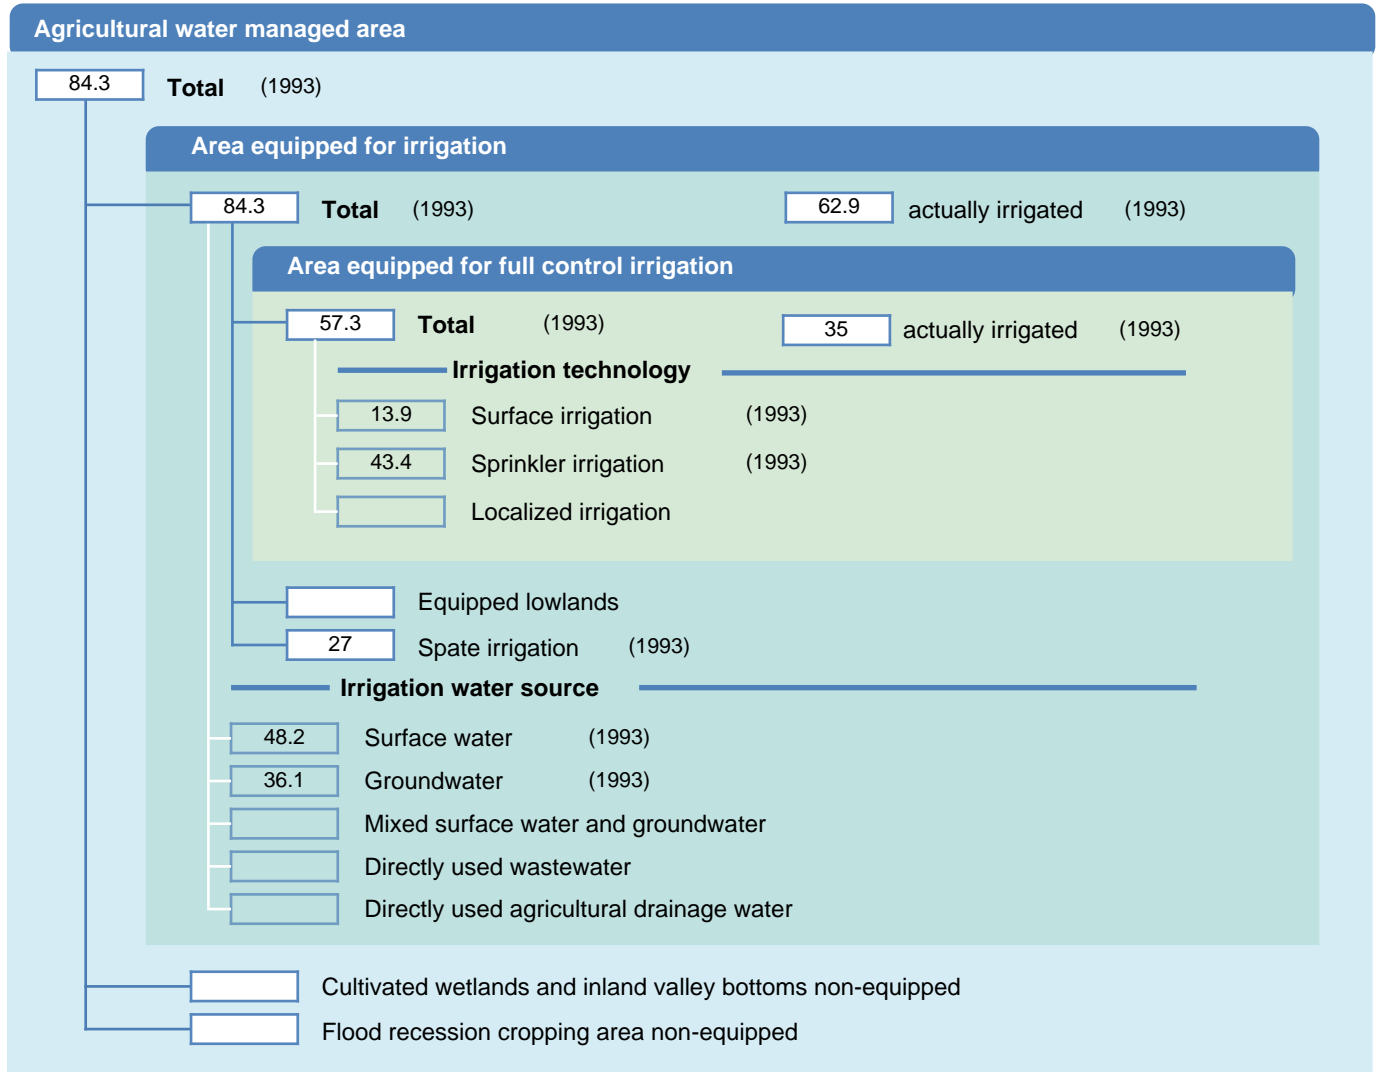 Agricultural water managed area
84.3 Total (1993)
Area equipped for irrigation
84.3 Total (1993) 62.9 actually irrigated (1993)
Area equipped for full control irrigation
57.3 Total (1993) 35 actually irrigated (1993)
Irrigation technology
13.9 Surface irrigation (1993)
43.4 Sprinkler irrigation (1993)
Localized irrigation
Equipped lowlands
27 Spate irrigation (1993)
Irrigation water source
48.2 Surface water (1993)
36.1 Groundwater (1993)
Mixed surface water and groundwater
Directly used wastewater
Directly used agricultural drainage water
Cultivated wetlands and inland valley bottoms non-equipped
Flood recession cropping area non-equipped